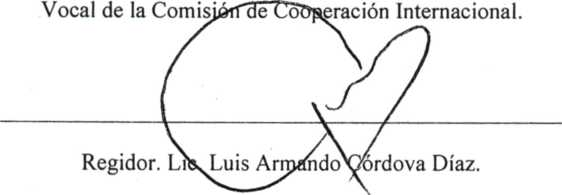 Vocal de la Comisión de Cooperación Internacional.
Regidor. Lic. Luis Armando Córdova Díaz.